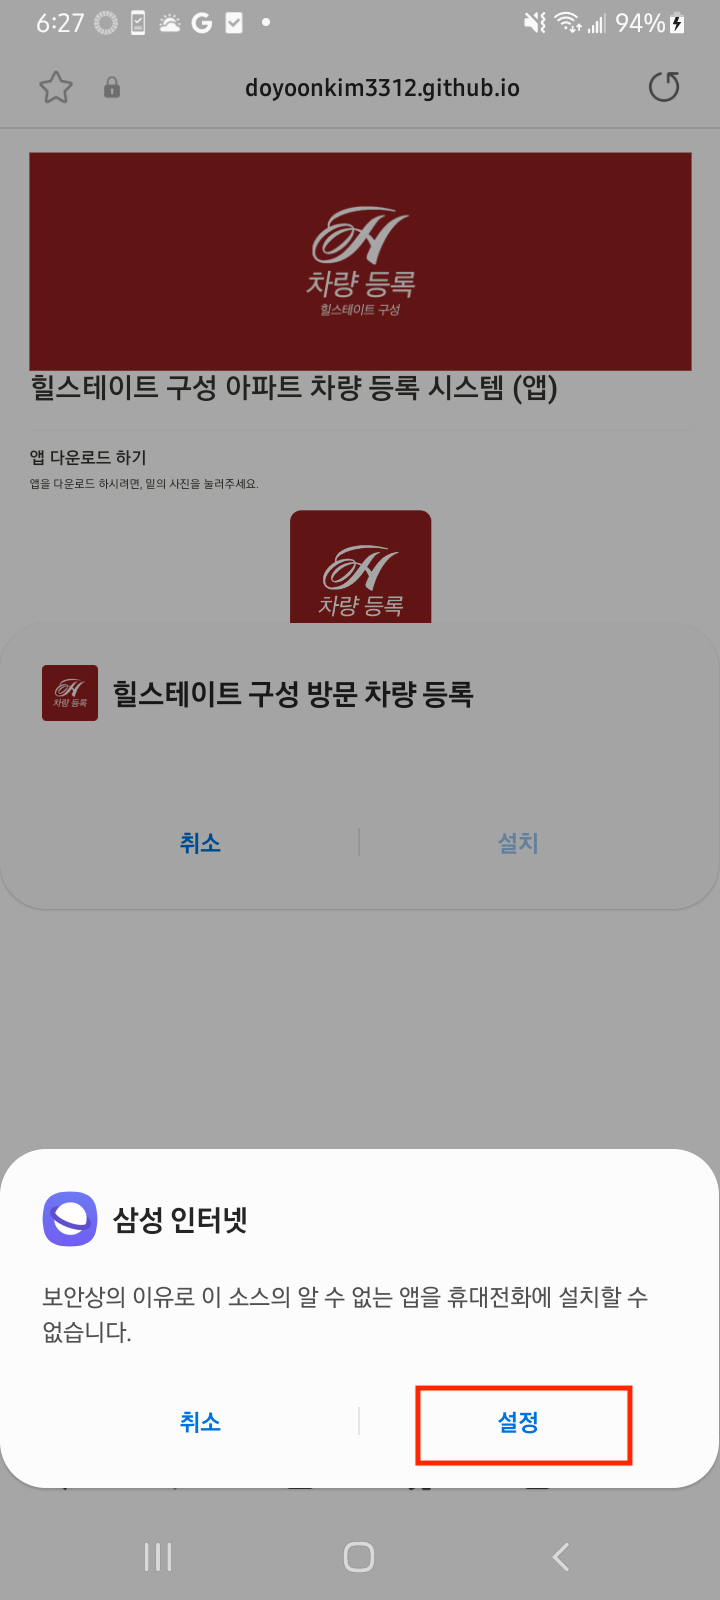 6:27
94%
doyoonkim3312.github.io
H
차량 등록
힐스테이트 구성
힐스테이트 구성 아파트 차량 등록 시스템 (앱)
앱 다운로드 하기
앱을 다운로드 하시려면, 밑의 사진을 눌러주세요.
H
차량 등록
H
차량 등록
힐스테이트 구성 방문 차량 등록
취소
설치
삼성 인터넷
보안상의 이유로 이 소스의 알 수 없는 앱을 휴대전화에 설치할 수
없습니다.
취소
설정